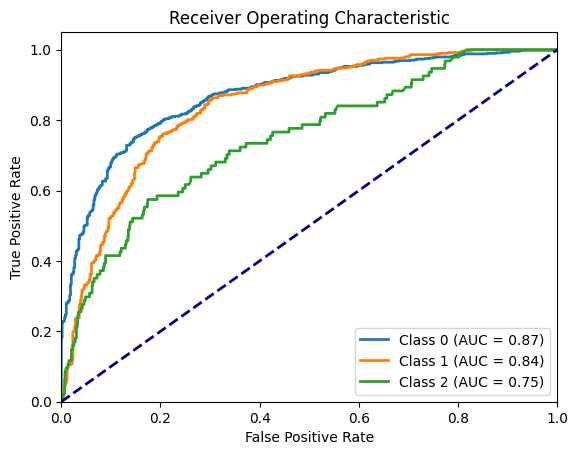 Receiver Operating Characteristic
True Positive Rate
1.0
0.8
0.6
0.4
0.2
0.0
Class 0 (AUC = 0.87)
Class 1 (AUC = 0.84)
Class 2 (AUC = 0.75)
0.0 0.2 0.4 0.6 0.8 1.0
False Positive Rate